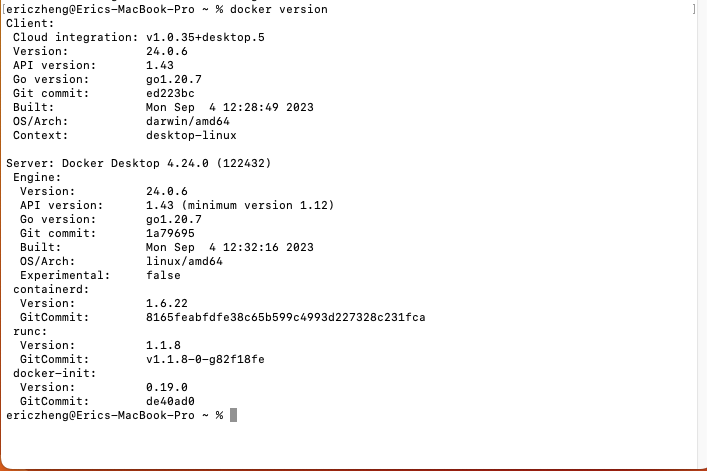 [ericzheng@Erics-MacBook-Pro ~ % docker version ]
Client:
 Cloud integration: v1.0.35+desktop.5
 Version:           24.0.6
 API version:       1.43
 Go version:        go1.20.7
 Git commit:        ed223bc
 Built:             Mon Sep  4 12:28:49 2023
 OS/Arch:           darwin/amd64
 Context:           desktop-linux

Server: Docker Desktop 4.24.0 (122432)
 Engine:
  Version:          24.0.6
  API version:      1.43 (minimum version 1.12)
  Go version:       go1.20.7
  Git commit:       1a79695
  Built:            Mon Sep  4 12:32:16 2023
  OS/Arch:          linux/amd64
  Experimental:     false
 containerd:
  Version:          1.6.22
  GitCommit:        8165feabfdfe38c65b599c4993d227328c231fca
 runc:
  Version:          1.1.8
  GitCommit:        v1.1.8-0-g82f18fe
 docker-init:
  Version:          0.19.0
  GitCommit:        de40ad0
ericzheng@Erics-MacBook-Pro ~ %